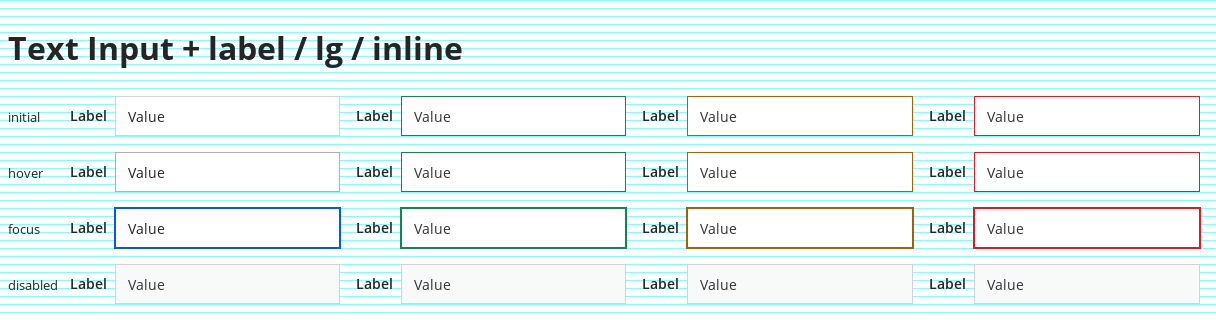 Text Input + label / lg / inline
initial Label Value Label Value Label Value Label Value
hover Label Value Label Value Label Value Label Value
focus Label Value Label Value Label Value Label Value
disabled Label Value Label Value Label Value Label Value